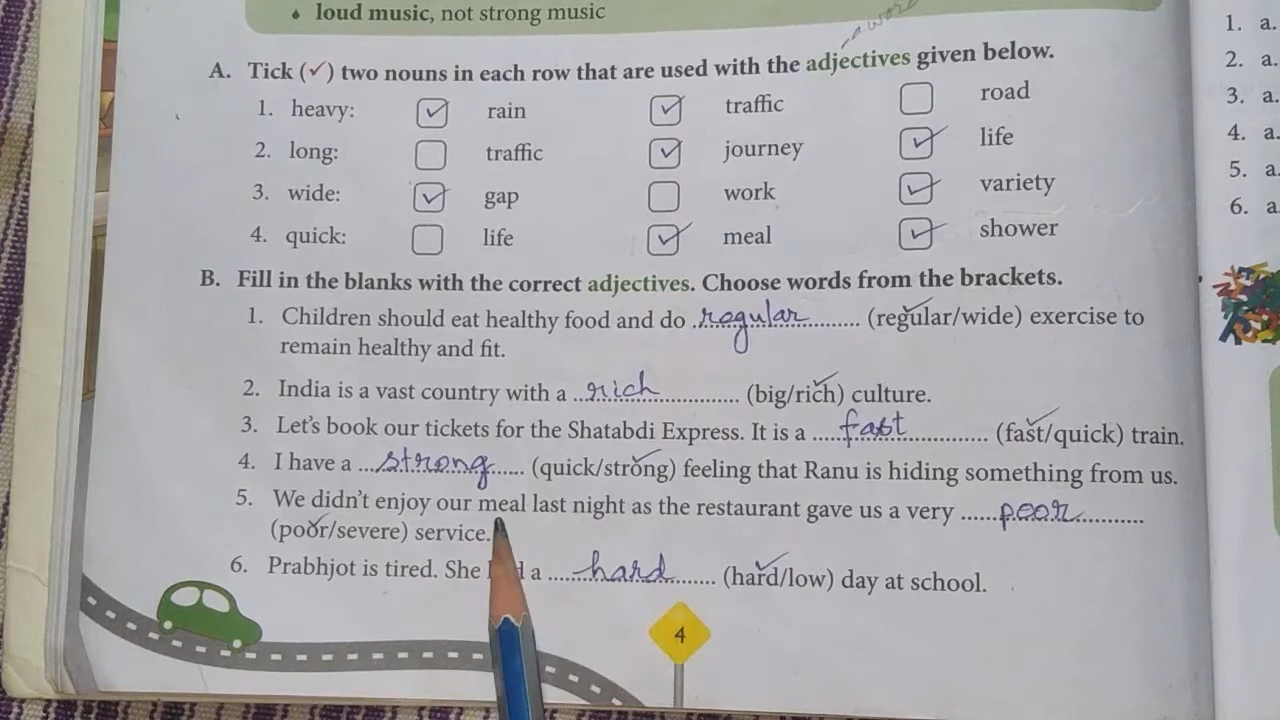 • loud music, not strong music
a word
A. Tick (✓) two nouns in each row that are used with the adjectives given below.
1. heavy: ☑ rain ☑ traffic ☐ road
2. long: ☐ traffic ☑ journey ☑ life
3. wide: ☑ gap ☐ work ☑ variety
4. quick: ☐ life ☑ meal ☑ shower
B. Fill in the blanks with the correct adjectives. Choose words from the brackets.
1. Children should eat healthy food and do regular (regular/wide) exercise to
remain healthy and fit.
2. India is a vast country with a rich (big/rich) culture.
3. Let's book our tickets for the Shatabdi Express. It is a fast (fast/quick) train.
4. I have a strong (quick/strong) feeling that Ranu is hiding something from us.
5. We didn't enjoy our meal last night as the restaurant gave us a very poor
(poor/severe) service.
6. Prabhjot is tired. She a hard (hard/low) day at school.
4
1. a.
2. a.
3. a.
4. a.
5. a.
6. a